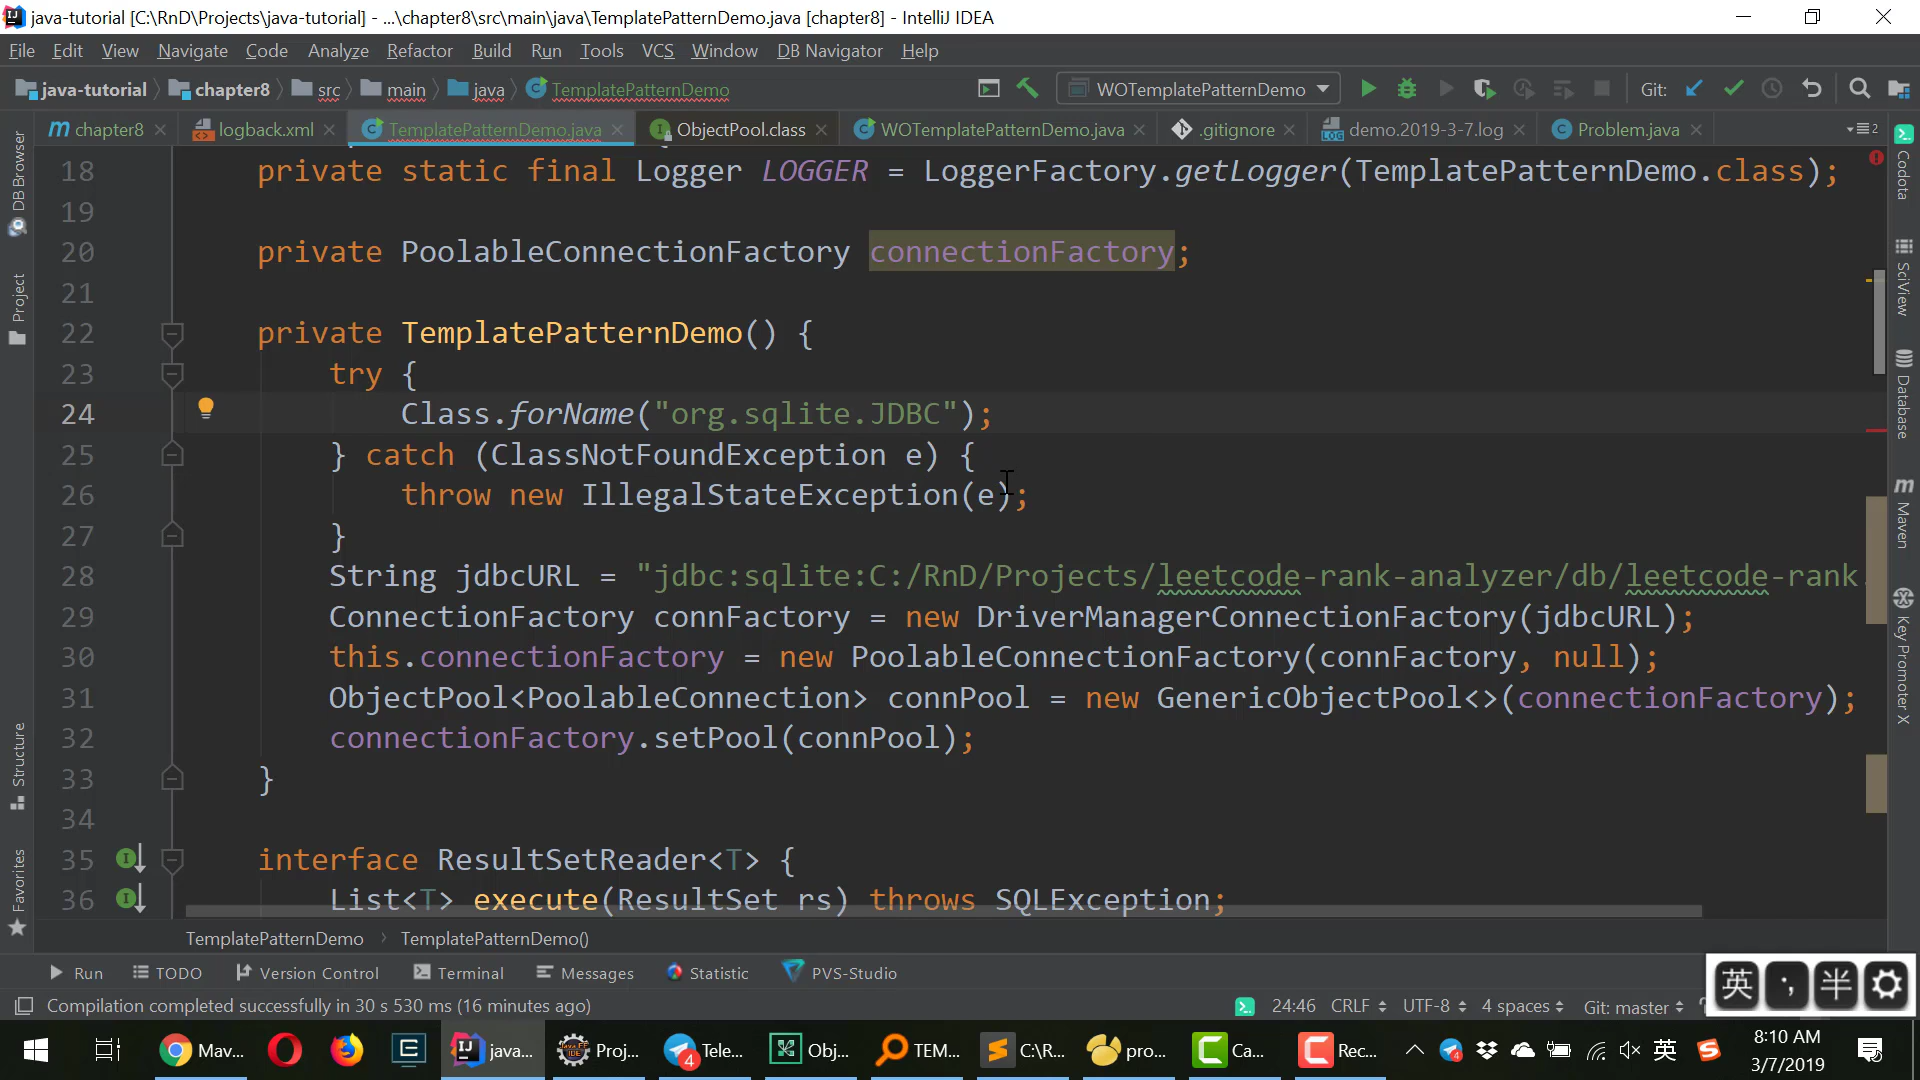 java-tutorial [C:\RnD\Projects\java-tutorial] - ...\chapter8\src\main\java\TemplatePatternDemo.java [chapter8] - IntelliJ IDEA
File Edit View Navigate Code Analyze Refactor Build Run Tools VCS Window DB Navigator Help
java-tutorial chapter8 src main java TemplatePatternDemo WOTemplatePatternDemo Git:
chapter8 logback.xml TemplatePatternDemo.java ObjectPool.class WOTemplatePatternDemo.java .gitignore demo.2019-3-7.log Problem.java 2
18 private static final Logger LOGGER = LoggerFactory.getLogger(TemplatePatternDemo.class);
19
20 private PoolableConnectionFactory connectionFactory;
21
22 private TemplatePatternDemo() {
23 try {
24 Class.forName("org.sqlite.JDBC");
25 } catch (ClassNotFoundException e) {
26 throw new IllegalStateException(e);
27 }
28 String jdbcURL = "jdbc:sqlite:C:/RnD/Projects/leetcode-rank-analyzer/db/leetcode-rank.
29 ConnectionFactory connFactory = new DriverManagerConnectionFactory(jdbcURL);
30 this.connectionFactory = new PoolableConnectionFactory(connFactory, null);
31 ObjectPool<PoolableConnection> connPool = new GenericObjectPool<>(connectionFactory);
32 connectionFactory.setPool(connPool);
33 }
34
35 interface ResultSetReader<T> {
36 List<T> execute(ResultSet rs) throws SQLException;
DB Browser
Project
Structure
Favorites
Codota
SciView
Database
Maven
Key Promoter X
TemplatePatternDemo TemplatePatternDemo()
Run TODO Version Control Terminal Messages Statistic PVS-Studio
英 半
Compilation completed successfully in 30 s 530 ms (16 minutes ago) 24:46 CRLF UTF-8 4 spaces Git: master
Mav... java... Proj... 4 Tele... Obj... TEM... C:\R... pro... Ca... Rec... 英 8:10 AM
3/7/2019